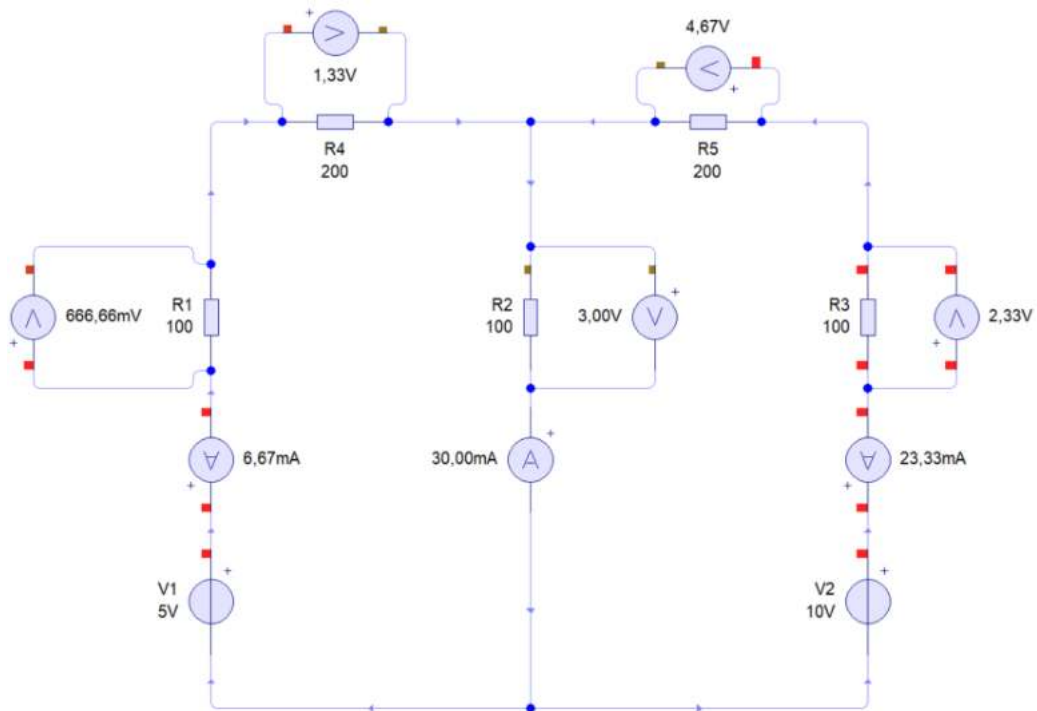 +
1,33V
4,67V
+
R4
200
R5
200
666,66mV
+
R1
100
R2
100
+
3,00V
R3
100
+
2,33V
6,67mA
+
+
30,00mA
A
23,33mA
+
V1
5V
+
V2
10V
+